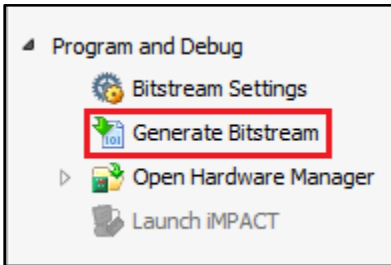 Program and Debug
Bitstream Settings
Generate Bitstream
Open Hardware Manager
Launch iMPACT